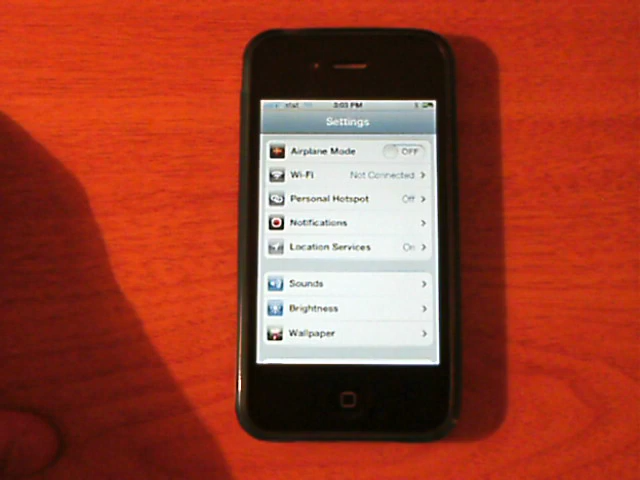 at&t 3:03 PM
Settings
Airplane Mode OFF
Wi-Fi Not Connected
Personal Hotspot Off
Notifications
Location Services On
Sounds
Brightness
Wallpaper